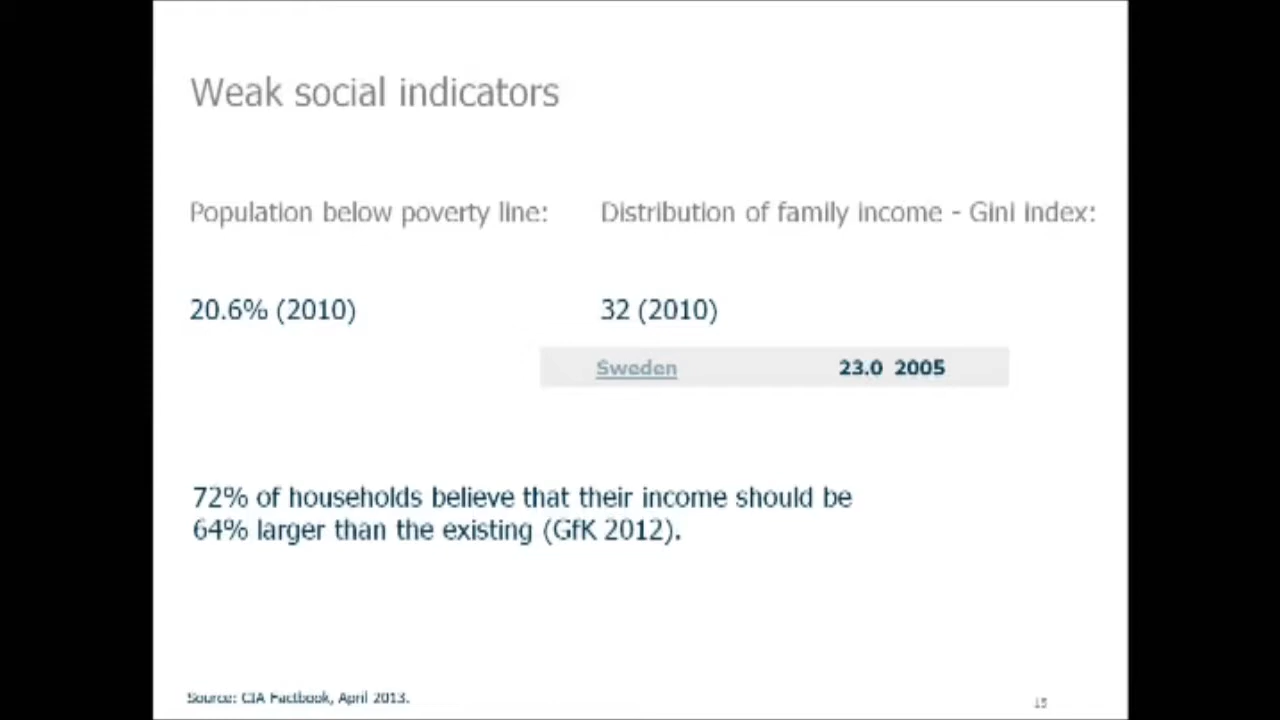 Weak social indicators
Population below poverty line:
Distribution of family income - Gini index:
20.6% (2010)
32 (2010)
Sweden 23.0 2005
72% of households believe that their income should be
64% larger than the existing (GfK 2012).
Source: CIA Factbook, April 2013.
15